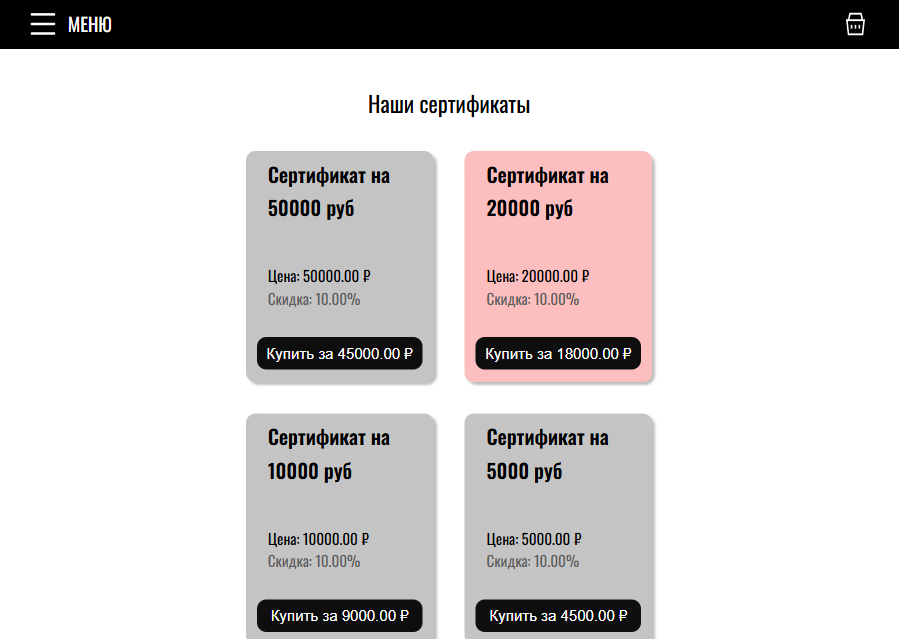 МЕНЮ
Наши сертификаты
Сертификат на
50000 руб
Цена: 50000.00 ₽
Скидка: 10.00%
Купить за 45000.00 ₽
Сертификат на
20000 руб
Цена: 20000.00 ₽
Скидка: 10.00%
Купить за 18000.00 ₽
Сертификат на
10000 руб
Цена: 10000.00 ₽
Скидка: 10.00%
Купить за 9000.00 ₽
Сертификат на
5000 руб
Цена: 5000.00 ₽
Скидка: 10.00%
Купить за 4500.00 ₽